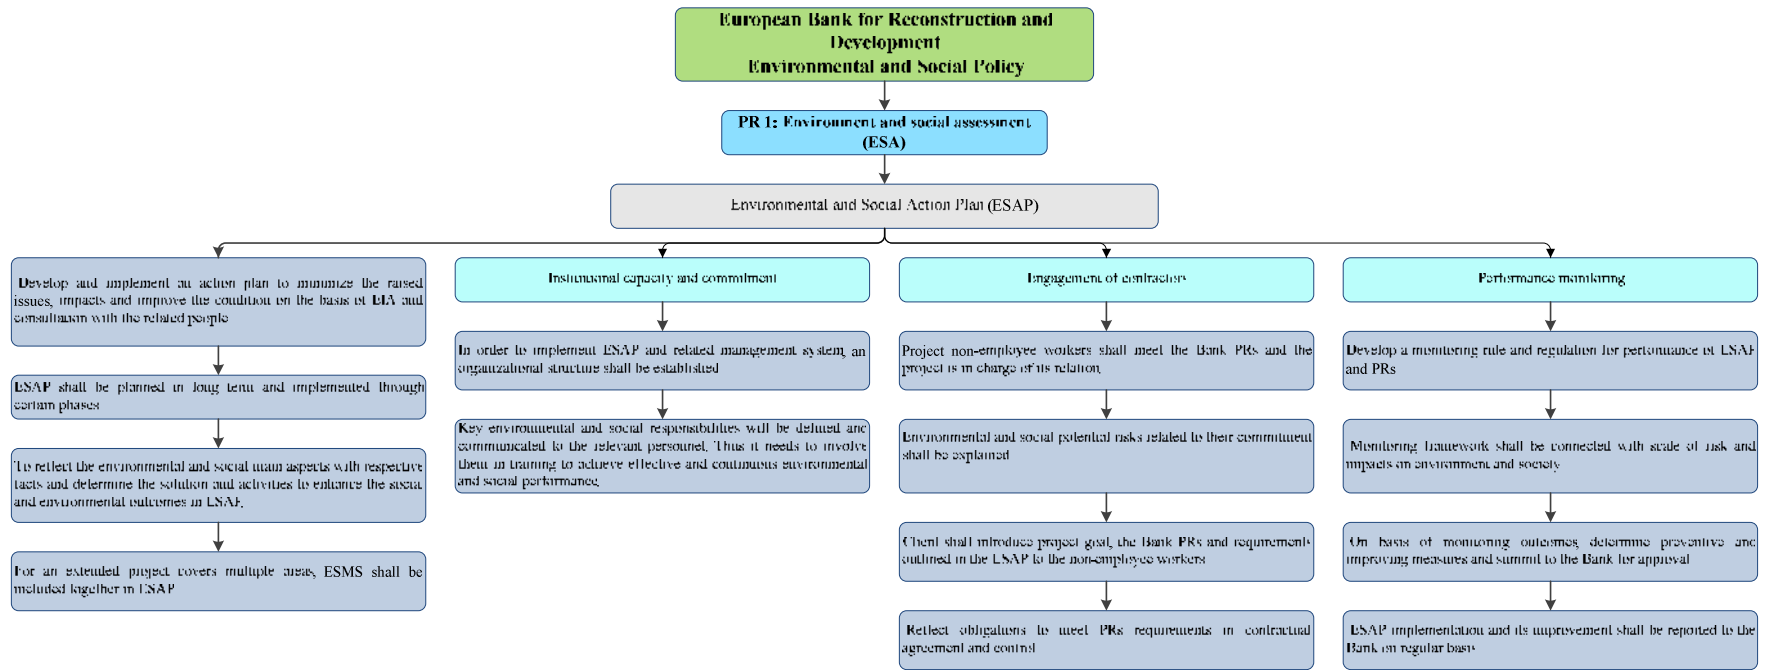 European Bank for Reconstruction and
Development
Environmental and Social Policy
PR 1: Environment and social assessment
(ESA)
Environmental and Social Action Plan (ESAP)
Develop and implement an action plan to minimize the raised
issues, impacts and improve the condition on the basis of EIA and
consultation with the related people
ESAP shall be planned in long term and implemented through
certain phases
To reflect the environmental and social main aspects with respective
facts and determine the solution and activities to enhance the social
and environmental outcomes in ESAP.
For an extended project covers multiple areas, ESMS shall be
included together in ESAP
Institutional capacity and commitment
In order to implement ESAP and related management system, an
organizational structure shall be established
Key environmental and social responsibilities will be defined and
communicated to the relevant personnel. Thus it needs to involve
them in training to achieve effective and continuous environmental
and social performance.
Engagement of contractors
Project non-employee workers shall meet the Bank PRs and the
project is in charge of its relation.
Environmental and social potential risks related to their commitment
shall be explained
Client shall introduce project goal, the Bank PRs and requirements
outlined in the ESAP to the non-employee workers
Reflect obligations to meet PRs requirements in contractual
agreement and control
Performance monitoring
Develop a monitoring rule and regulation for performance of ESAP
and PRs
Monitoring framework shall be connected with scale of risk and
impacts on environment and society
On basis of monitoring outcomes, determine preventive and
improving measures and summit to the Bank for approval
ESAP implementation and its improvement shall be reported to the
Bank on regular basis